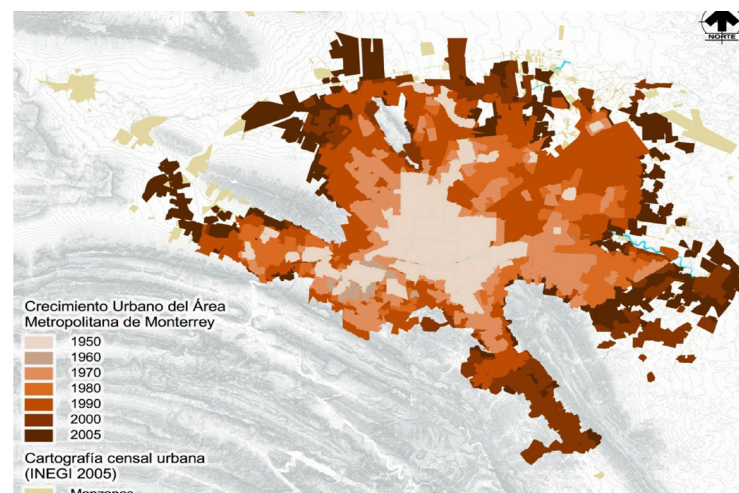 NORTE
Crecimiento Urbano del Área
Metropolitana de Monterrey
1950
1960
1970
1980
1990
2000
2005
Cartografía censal urbana
(INEGI 2005)
Manzanas